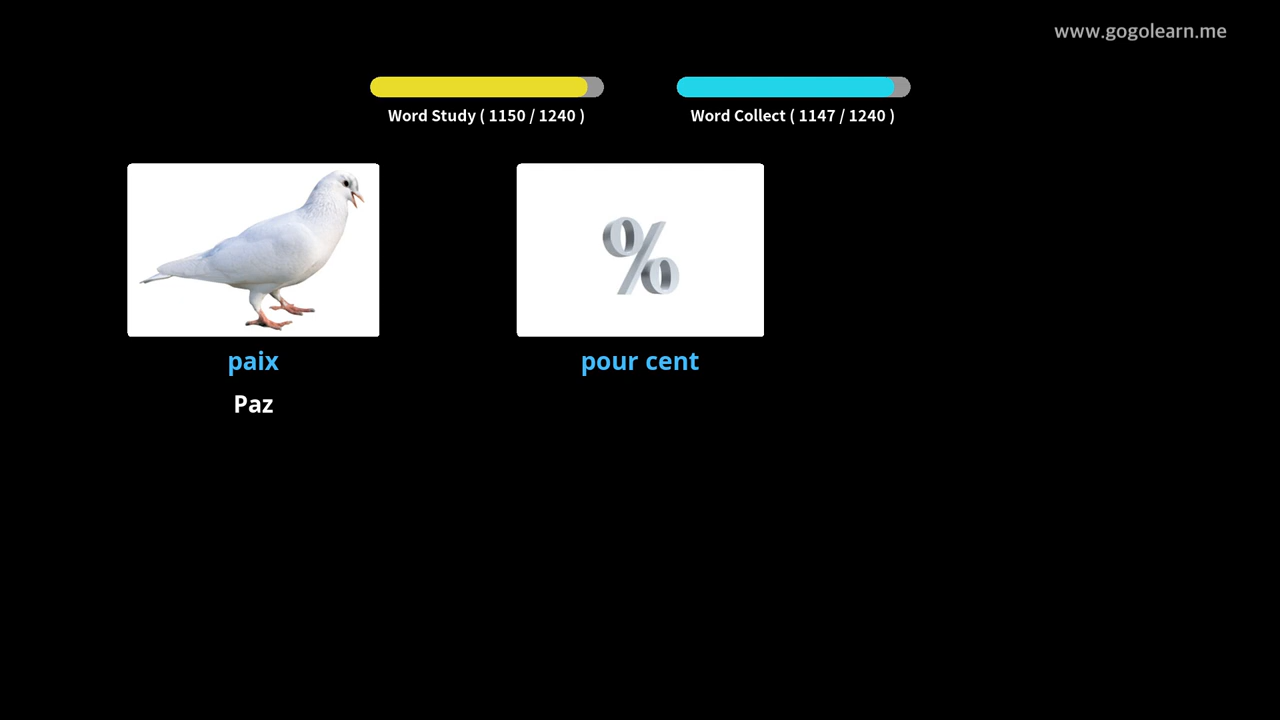 www.gogolearn.me
Word Study ( 1150 / 1240 )
Word Collect ( 1147 / 1240 )
%
paix
pour cent
Paz